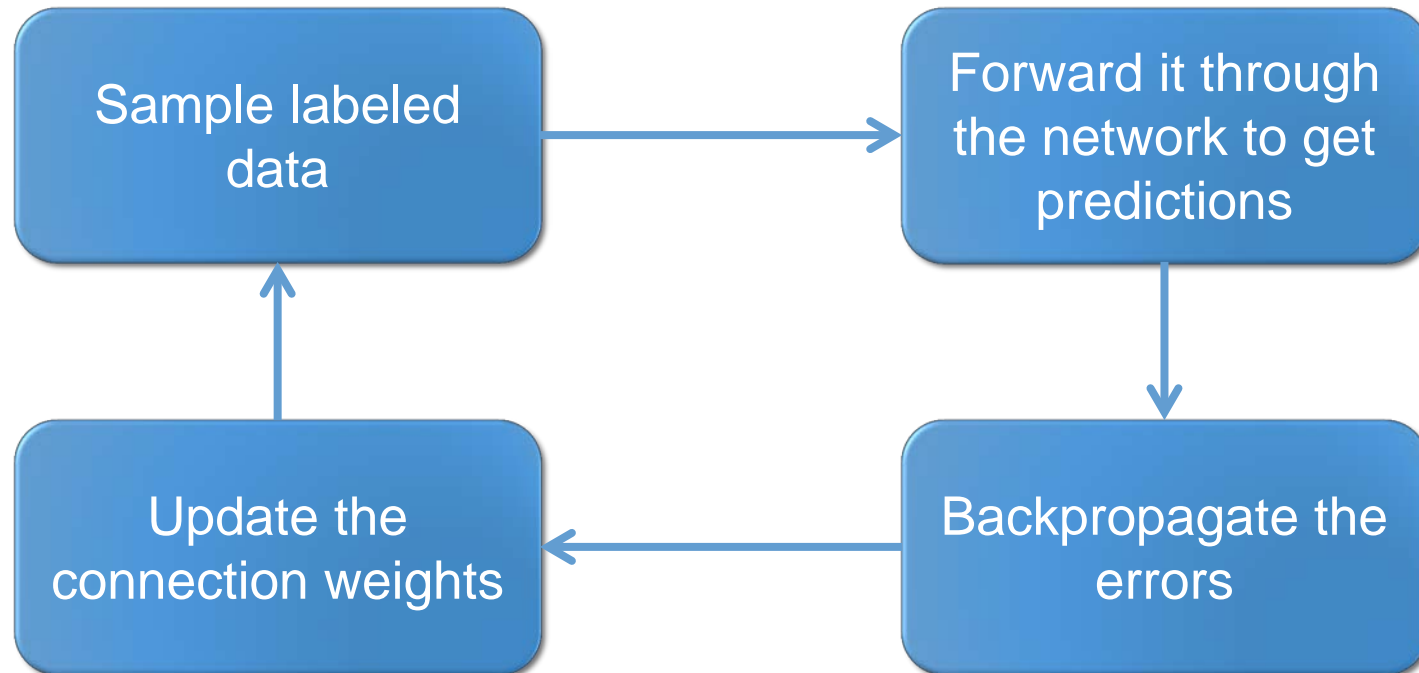 Sample labeled
data
Forward it through
the network to get
predictions
Update the
connection weights
Backpropagate the
errors